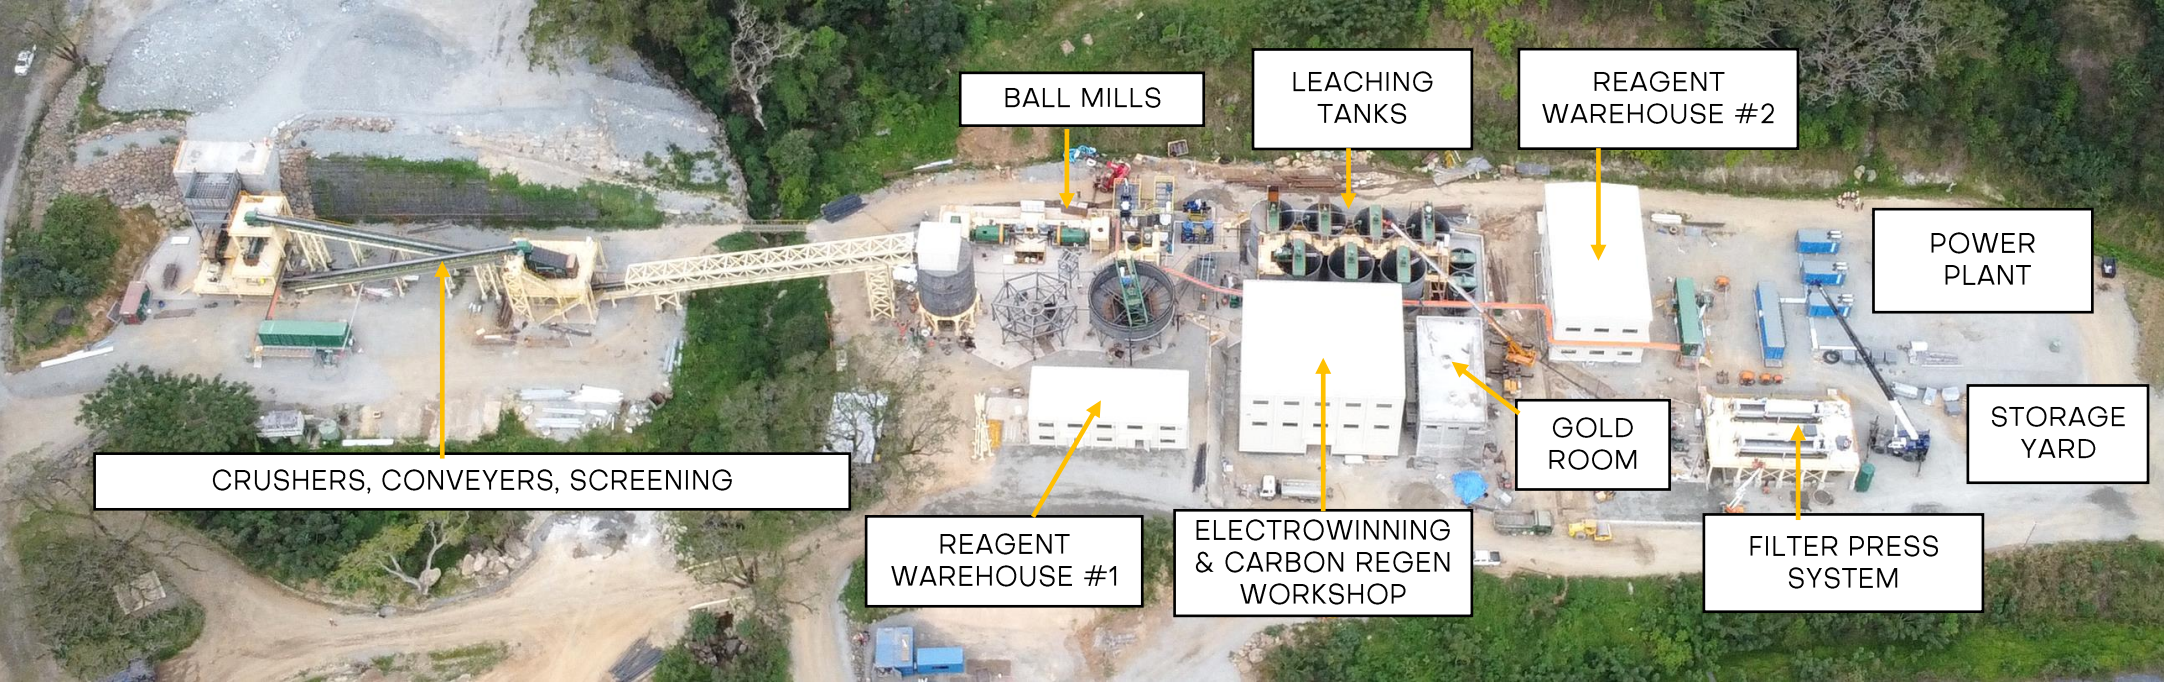 BALL MILLS
LEACHING
TANKS
REAGENT
WAREHOUSE #2
POWER
PLANT
STORAGE
YARD
GOLD
ROOM
CRUSHERS, CONVEYERS, SCREENING
REAGENT
WAREHOUSE #1
ELECTROWINNING
& CARBON REGEN
WORKSHOP
FILTER PRESS
SYSTEM